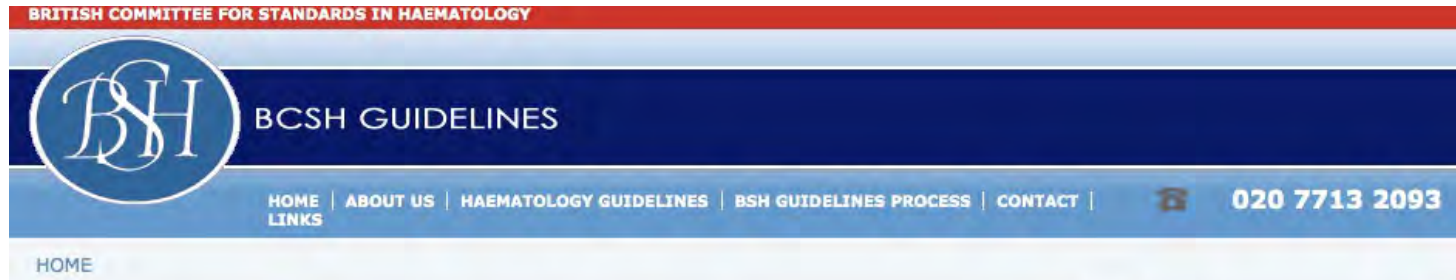 BRITISH COMMITTEE FOR STANDARDS IN HAEMATOLOGY
BSH
BCSH GUIDELINES
HOME | ABOUT US | HAEMATOLOGY GUIDELINES | BSH GUIDELINES PROCESS | CONTACT |
LINKS
020 7713 2093
HOME